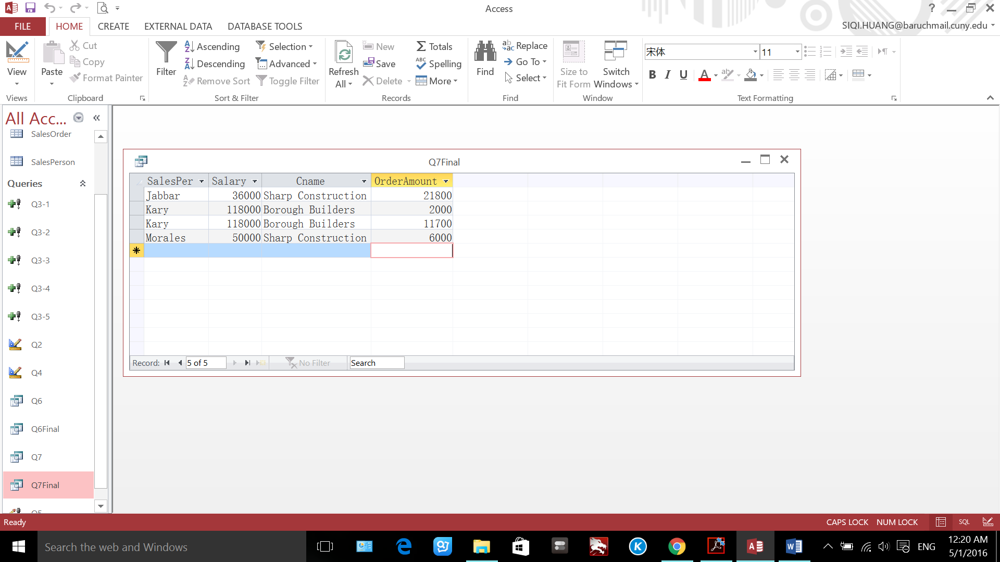 Access
?
SIQI.HUANG@baruchmail.cuny.edu
FILE HOME CREATE EXTERNAL DATA DATABASE TOOLS
View
Views
Paste
Cut
Copy
Format Painter
Clipboard
Filter
Ascending
Descending
Remove Sort
Selection
Advanced
Toggle Filter
Sort & Filter
Refresh
All
New
Save
Delete
Totals
Spelling
More
Records
Find
Replace
Go To
Select
Find
Size to
Fit Form
Switch
Windows
Window
宋体 11
B I U A
Text Formatting
All Acc...
SalesOrder
SalesPerson
Queries
Q3-1
Q3-2
Q3-3
Q3-4
Q3-5
Q2
Q4
Q6
Q6Final
Q7
Q7Final
Q7Final
SalesPer Salary Cname OrderAmount
Jabbar 36000 Sharp Construction 21800
Kary 118000 Borough Builders 2000
Kary 118000 Borough Builders 11700
Morales 50000 Sharp Construction 6000
Record: 5 of 5 No Filter Search
Ready
CAPS LOCK NUM LOCK SQL
Search the web and Windows
ENG
12:20 AM
5/1/2016